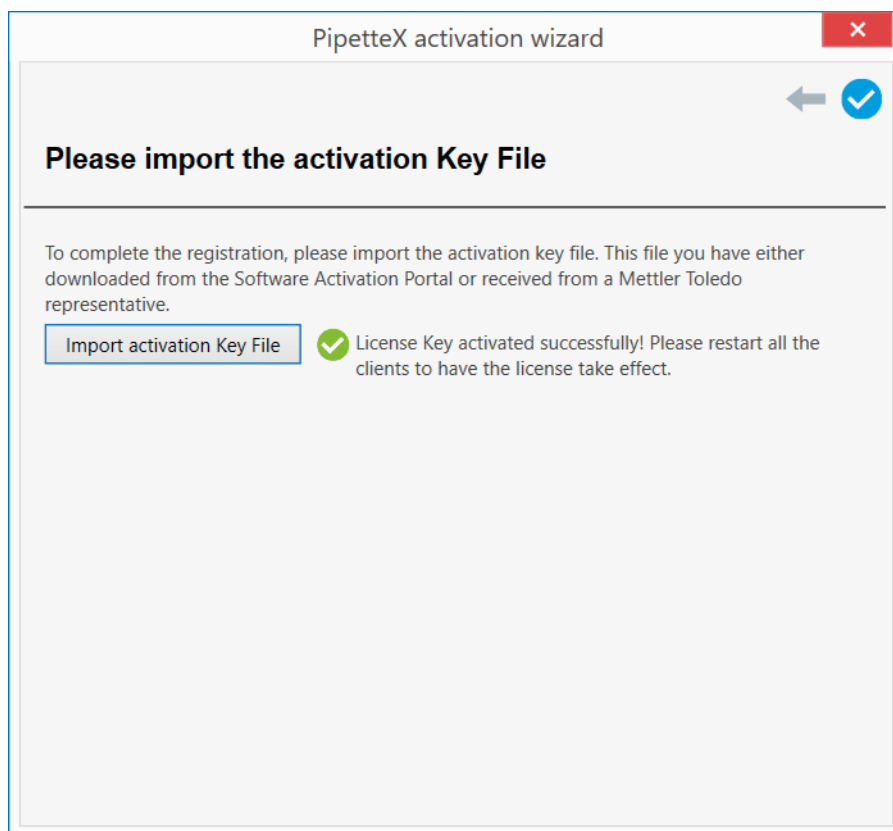 PipetteX activation wizard
Please import the activation Key File
To complete the registration, please import the activation key file. This file you have either
downloaded from the Software Activation Portal or received from a Mettler Toledo
representative.
Import activation Key File
License Key activated successfully! Please restart all the
clients to have the license take effect.